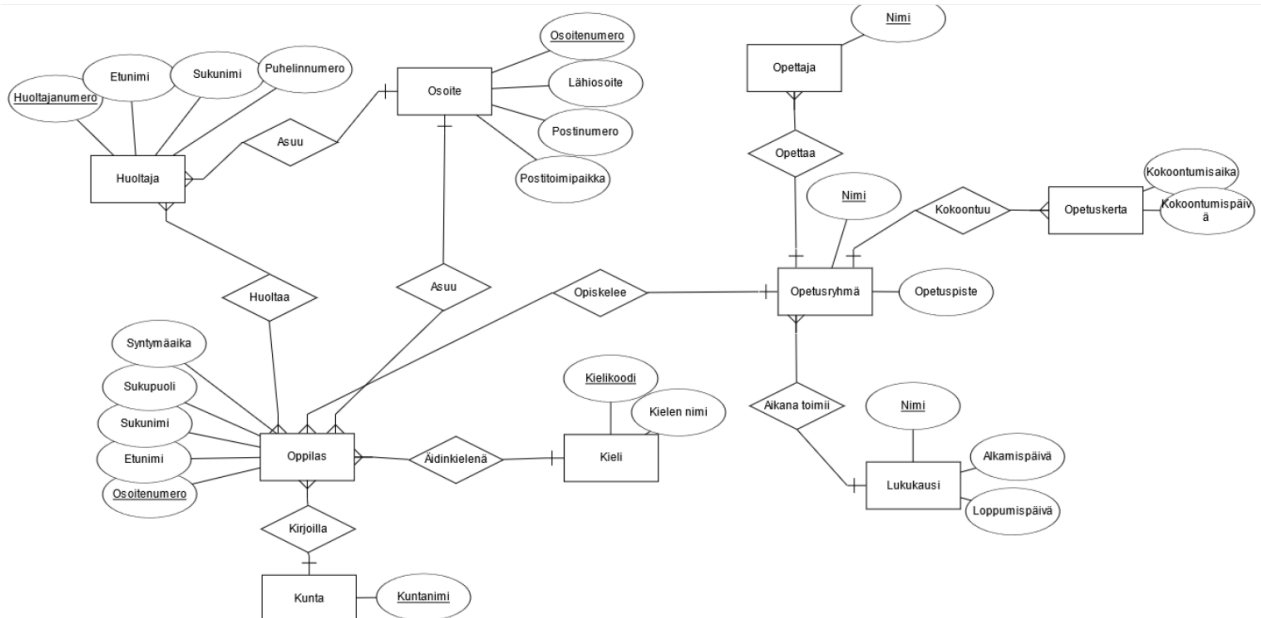 Nimi
Osoitenumero
Opettaja
Puhelinnumero
Sukunimi
Etunimi
Osoite
Lähiosoite
Huoltajanumero
Postinumero
Asuu
Opettaa
Huoltaja
Postitoimipaikka
Kokoontumisaika
Nimi
Kokoontuu
Opetuskerta
Kokoontumispäiv
ä
Asuu
Opiskelee
Opetusryhmä
Opetuspiste
Huoltaa
Syntymäaika
Kielikoodi
Sukupuoli
Aikana toimii
Nimi
Kielen nimi
Sukunimi
Oppilas
Äidinkielenä
Kieli
Alkamispäivä
Etunimi
Lukukausi
Osoitenumero
Loppumispäivä
Kirjoilla
Kunta
Kuntanimi